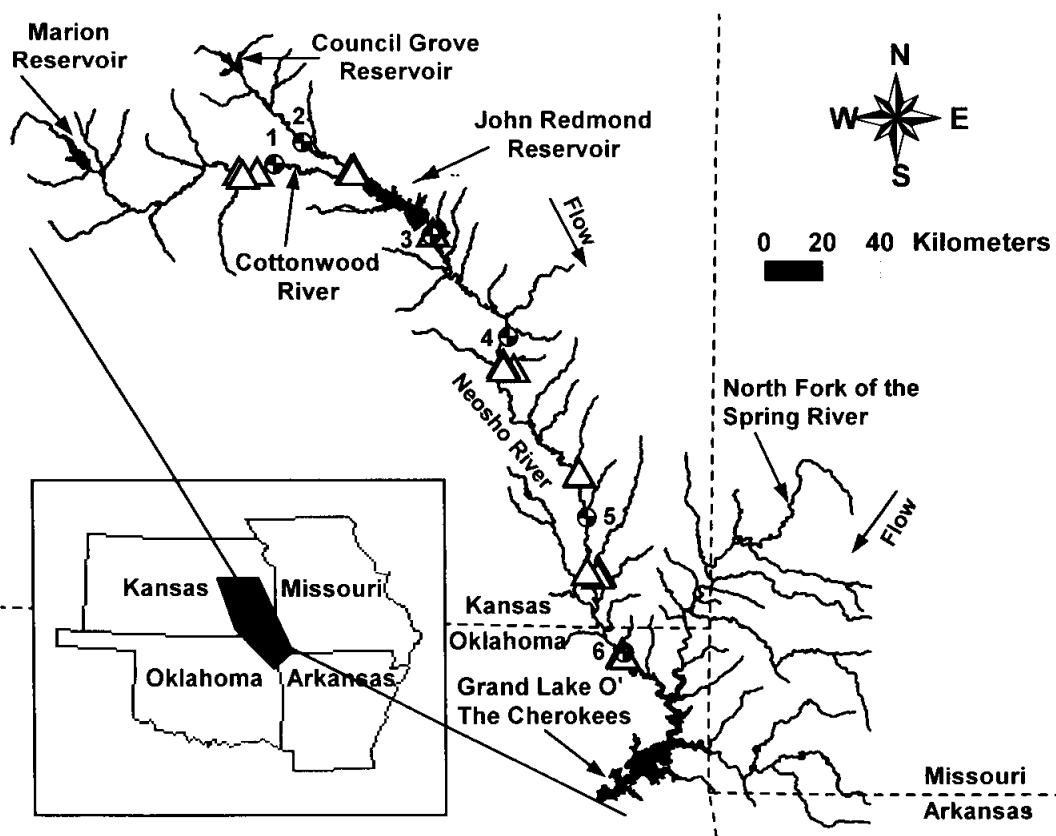 Marion
Reservoir
Council Grove
Reservoir
John Redmond
Reservoir
N
W
E
S
0 20 40 Kilometers
1
2
3
4
5
6
Cottonwood
River
Flow
Neosho River
North Fork of the
Spring River
Flow
Kansas
Oklahoma
Grand Lake O'
The Cherokees
Missouri
Arkansas
Kansas
Missouri
Oklahoma
Arkansas